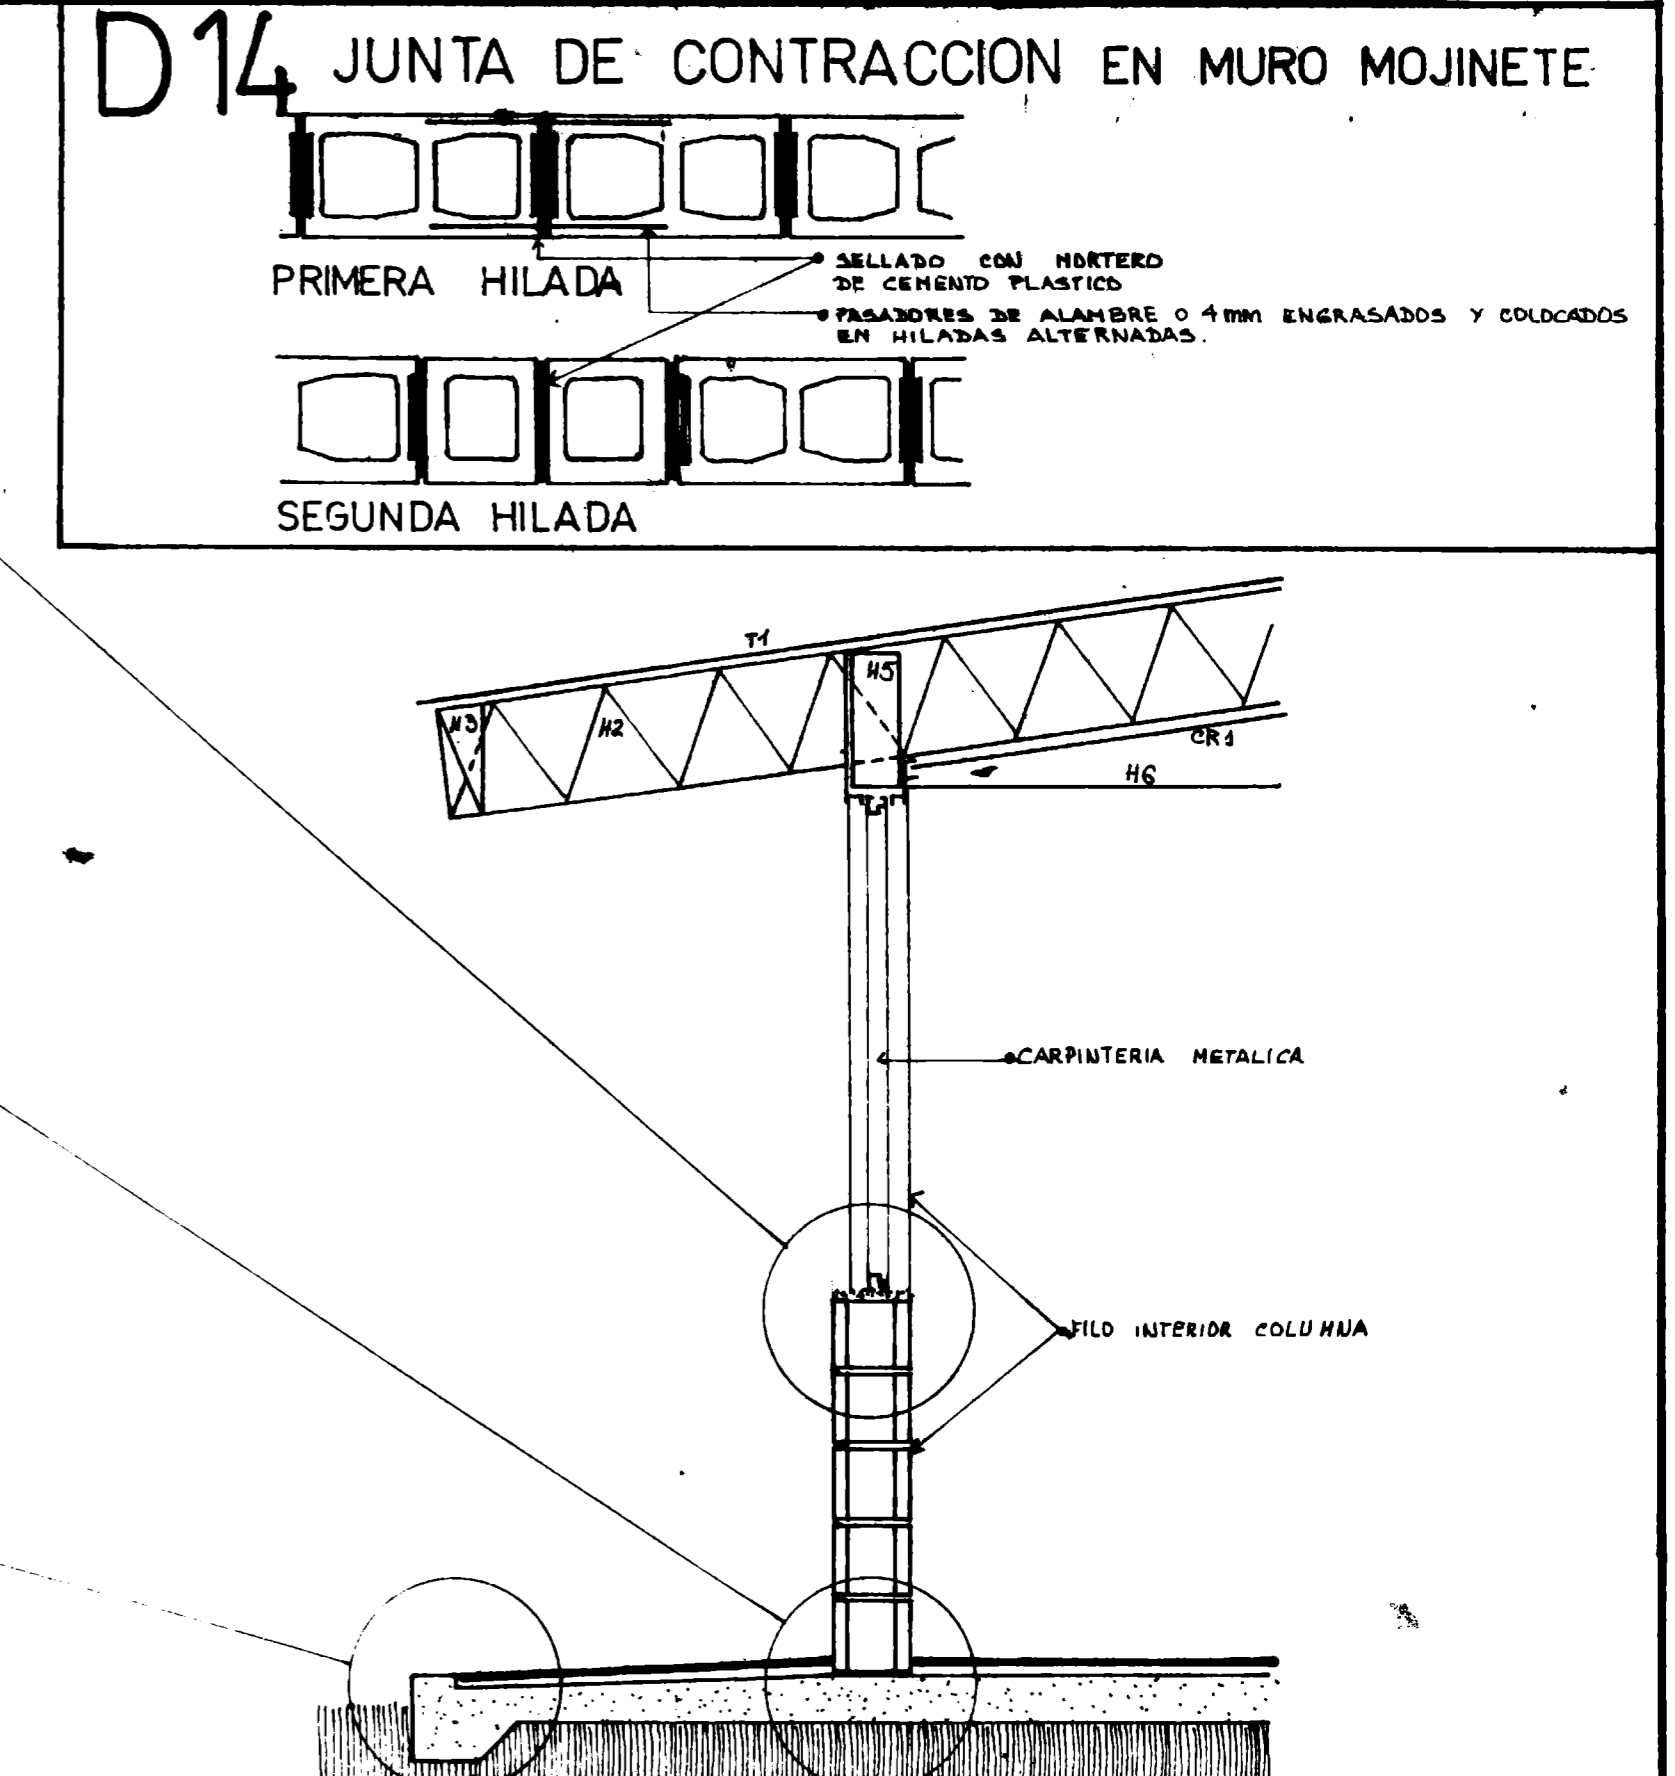 D14 JUNTA DE CONTRACCION EN MURO MOJINETE
PRIMERA HILADA
SELLADO CON MORTERO
DE CEMENTO PLASTICO
PASADORES DE ALAMBRE O 4mm ENGRASADOS Y COLOCADOS
EN HILADAS ALTERNADAS.
SEGUNDA HILADA
T1
H5
H3
H2
CR1
H6
CARPINTERIA METALICA
FILO INTERIOR COLUMNA